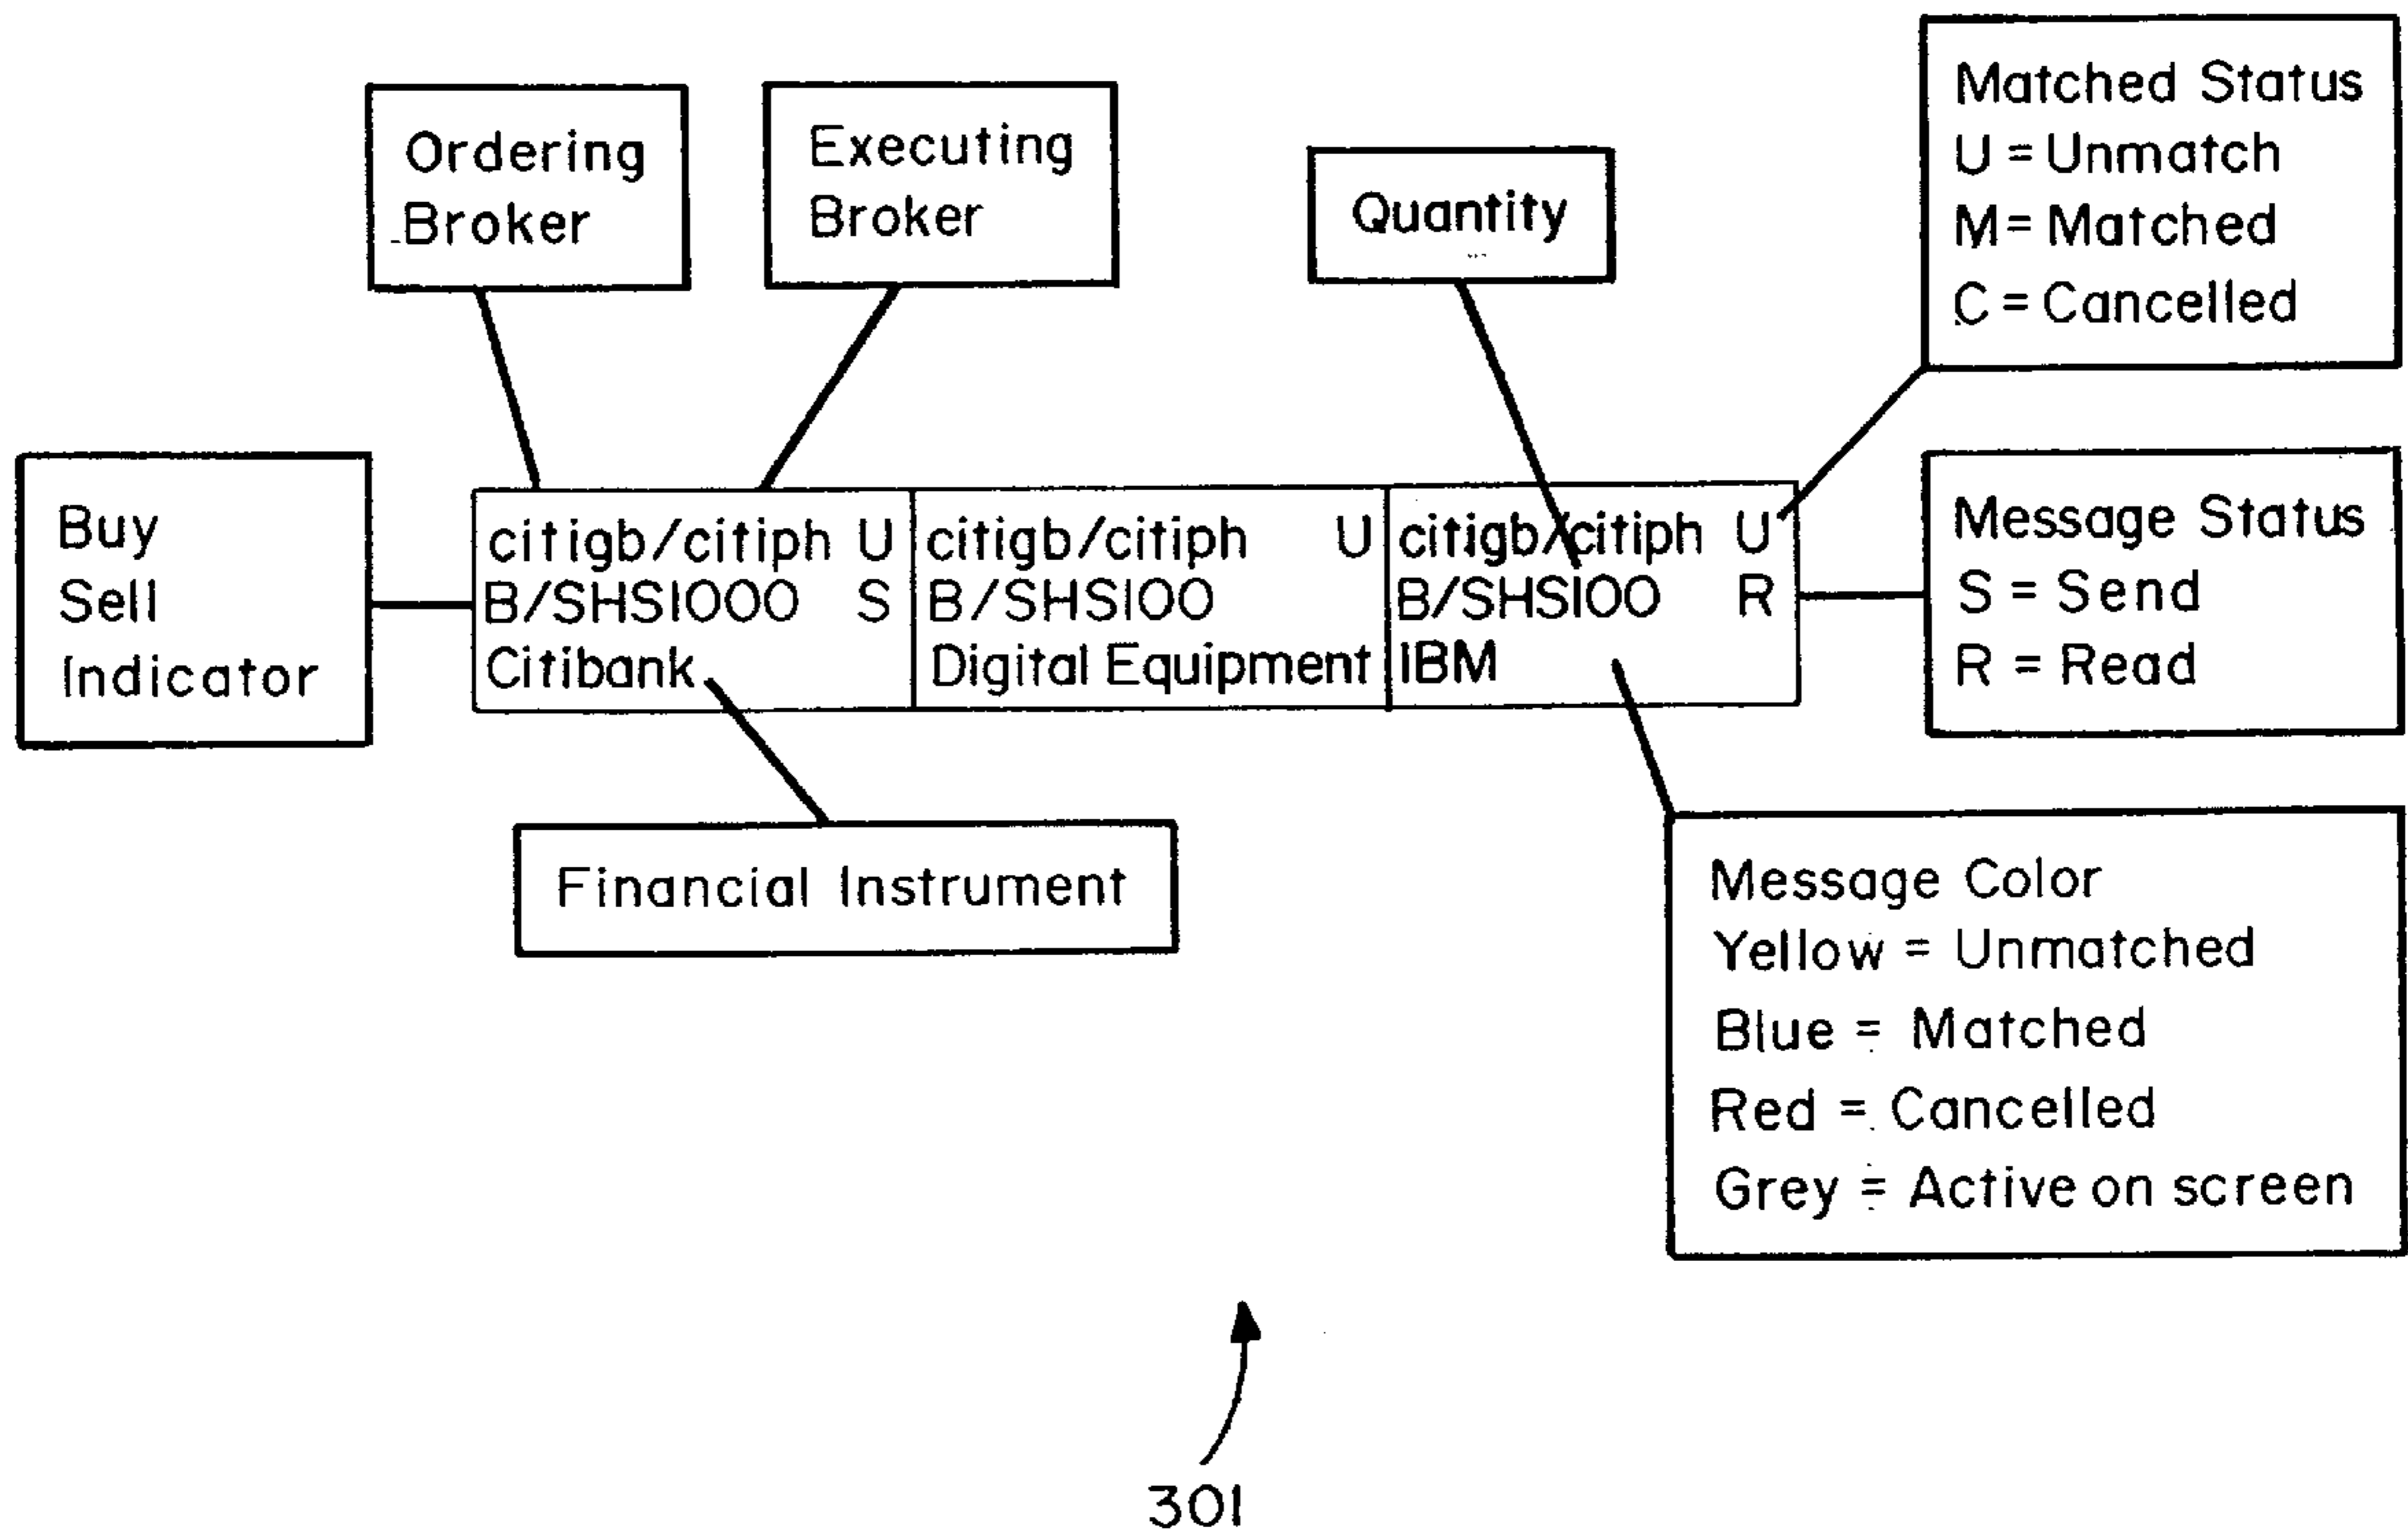 Ordering
Broker
Executing
Broker
Quantity
Matched Status
U = Unmatch
M = Matched
C = Cancelled
Buy
Sell
Indicator
citigb/citiph U
B/SHS1000 S
Citibank
citigb/citiph U
B/SHS100
Digital Equipment
citigb/citiph U
B/SHS100 R
IBM
Message Status
S = Send
R = Read
Financial Instrument
Message Color
Yellow = Unmatched
Blue = Matched
Red = Cancelled
Grey = Active on screen
301